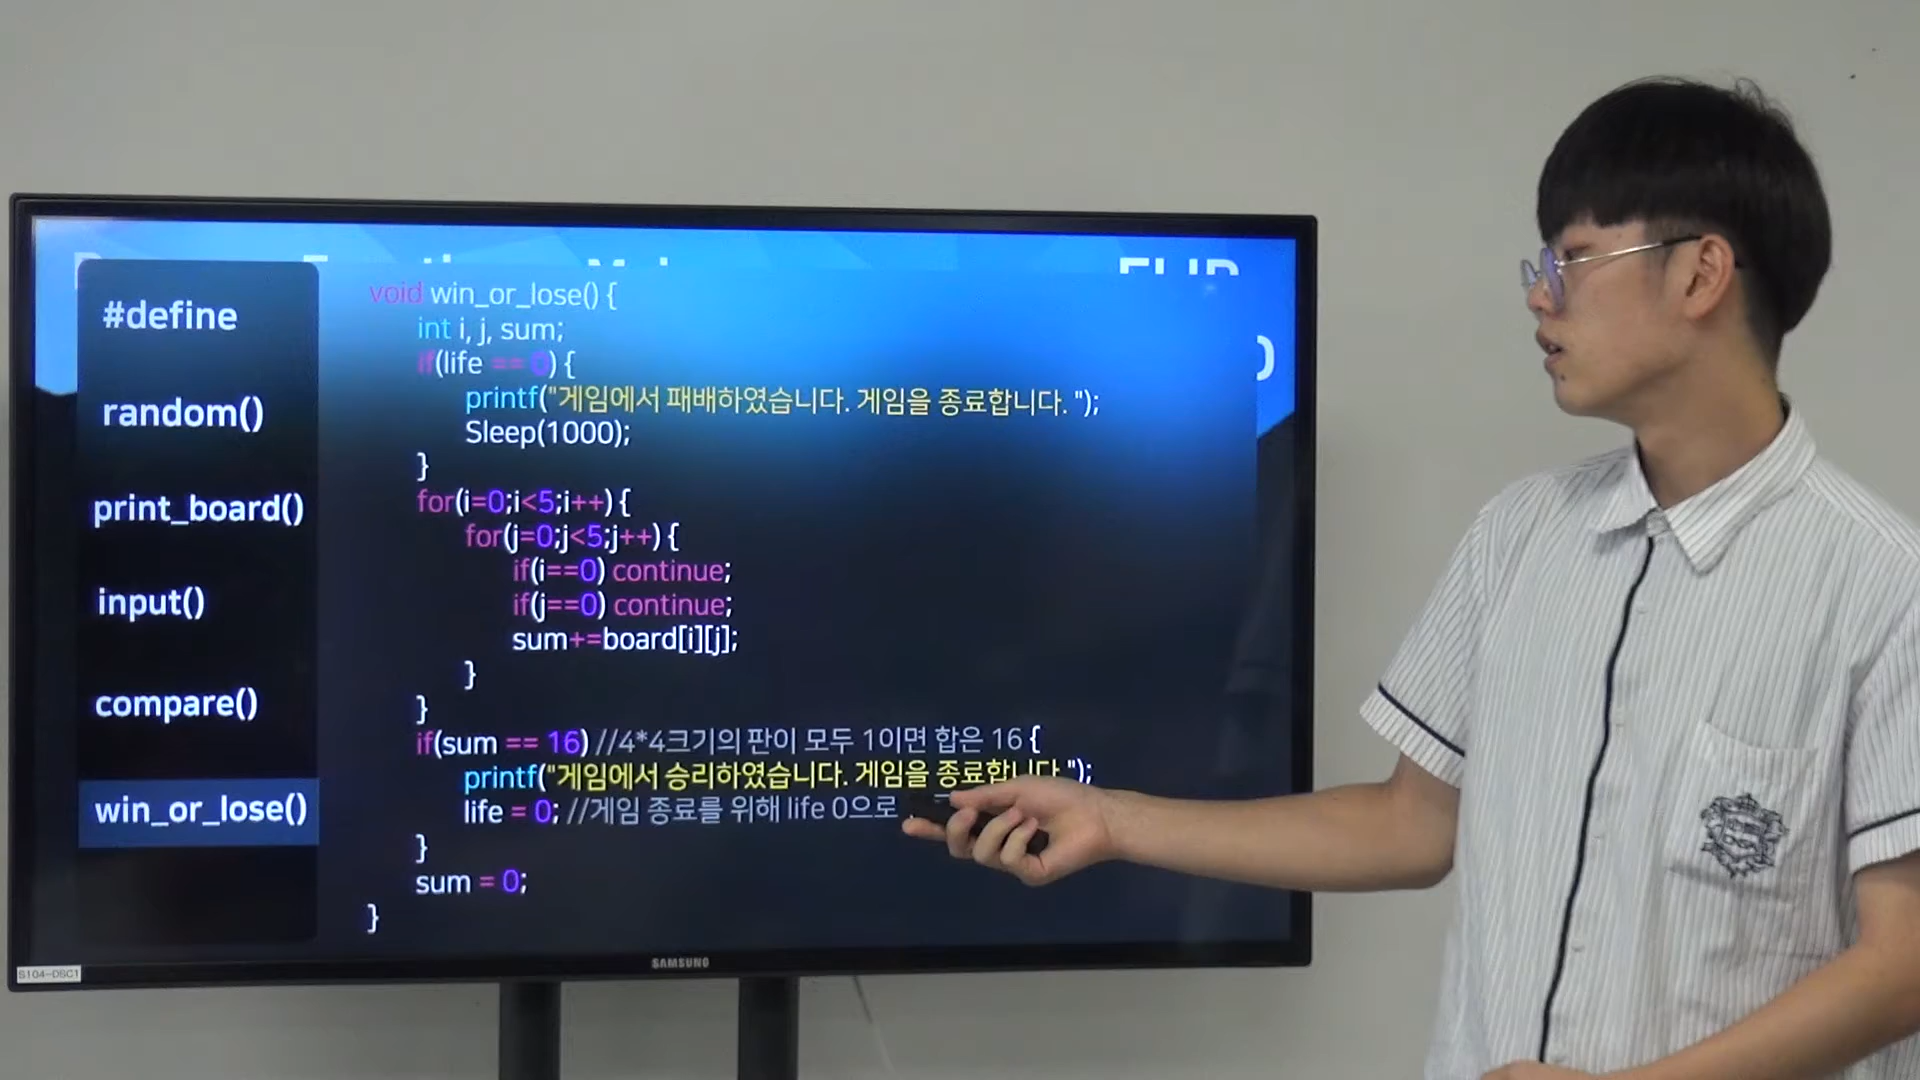 #define
random()
print_board()
input()
compare()
win_or_lose()
void win_or_lose() {
int i, j, sum;
if(life == 0) {
printf("게임에서 패배하였습니다. 게임을 종료합니다. ");
Sleep(1000);
}
for(i=0;i<5;i++) {
for(j=0;j<5;j++) {
if(i==0) continue;
if(j==0) continue;
sum+=board[i][j];
}
}
if(sum == 16) //4*4크기의 판이 모두 1이면 합은 16 {
printf("게임에서 승리하였습니다. 게임을 종료합니다.");
life = 0; //게임 종료를 위해 life 0으로
}
sum = 0;
}
S104-DSC1
SAMSUNG